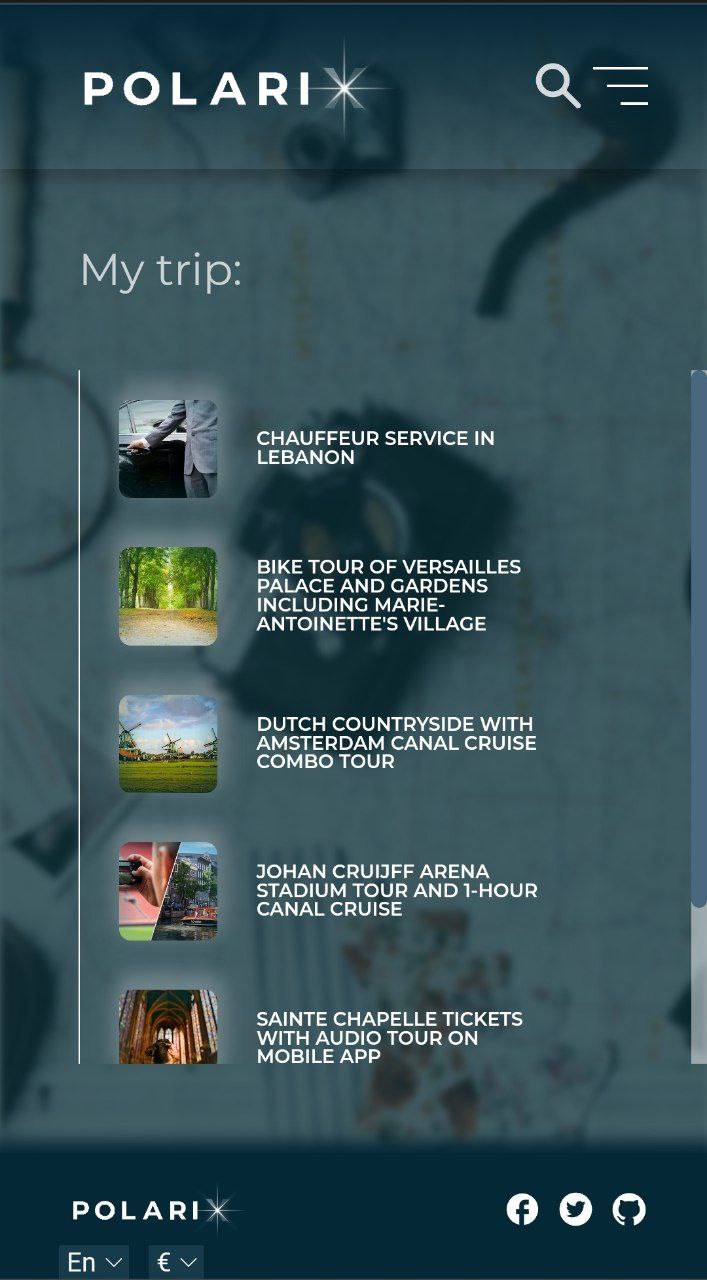 POLARIX
My trip:
CHAUFFEUR SERVICE IN
LEBANON
BIKE TOUR OF VERSAILLES
PALACE AND GARDENS
INCLUDING MARIE-
ANTOINETTE'S VILLAGE
DUTCH COUNTRYSIDE WITH
AMSTERDAM CANAL CRUISE
COMBO TOUR
JOHAN CRUIJFF ARENA
STADIUM TOUR AND 1-HOUR
CANAL CRUISE
SAINTE CHAPELLE TICKETS
WITH AUDIO TOUR ON
MOBILE APP
POLARIX
En €